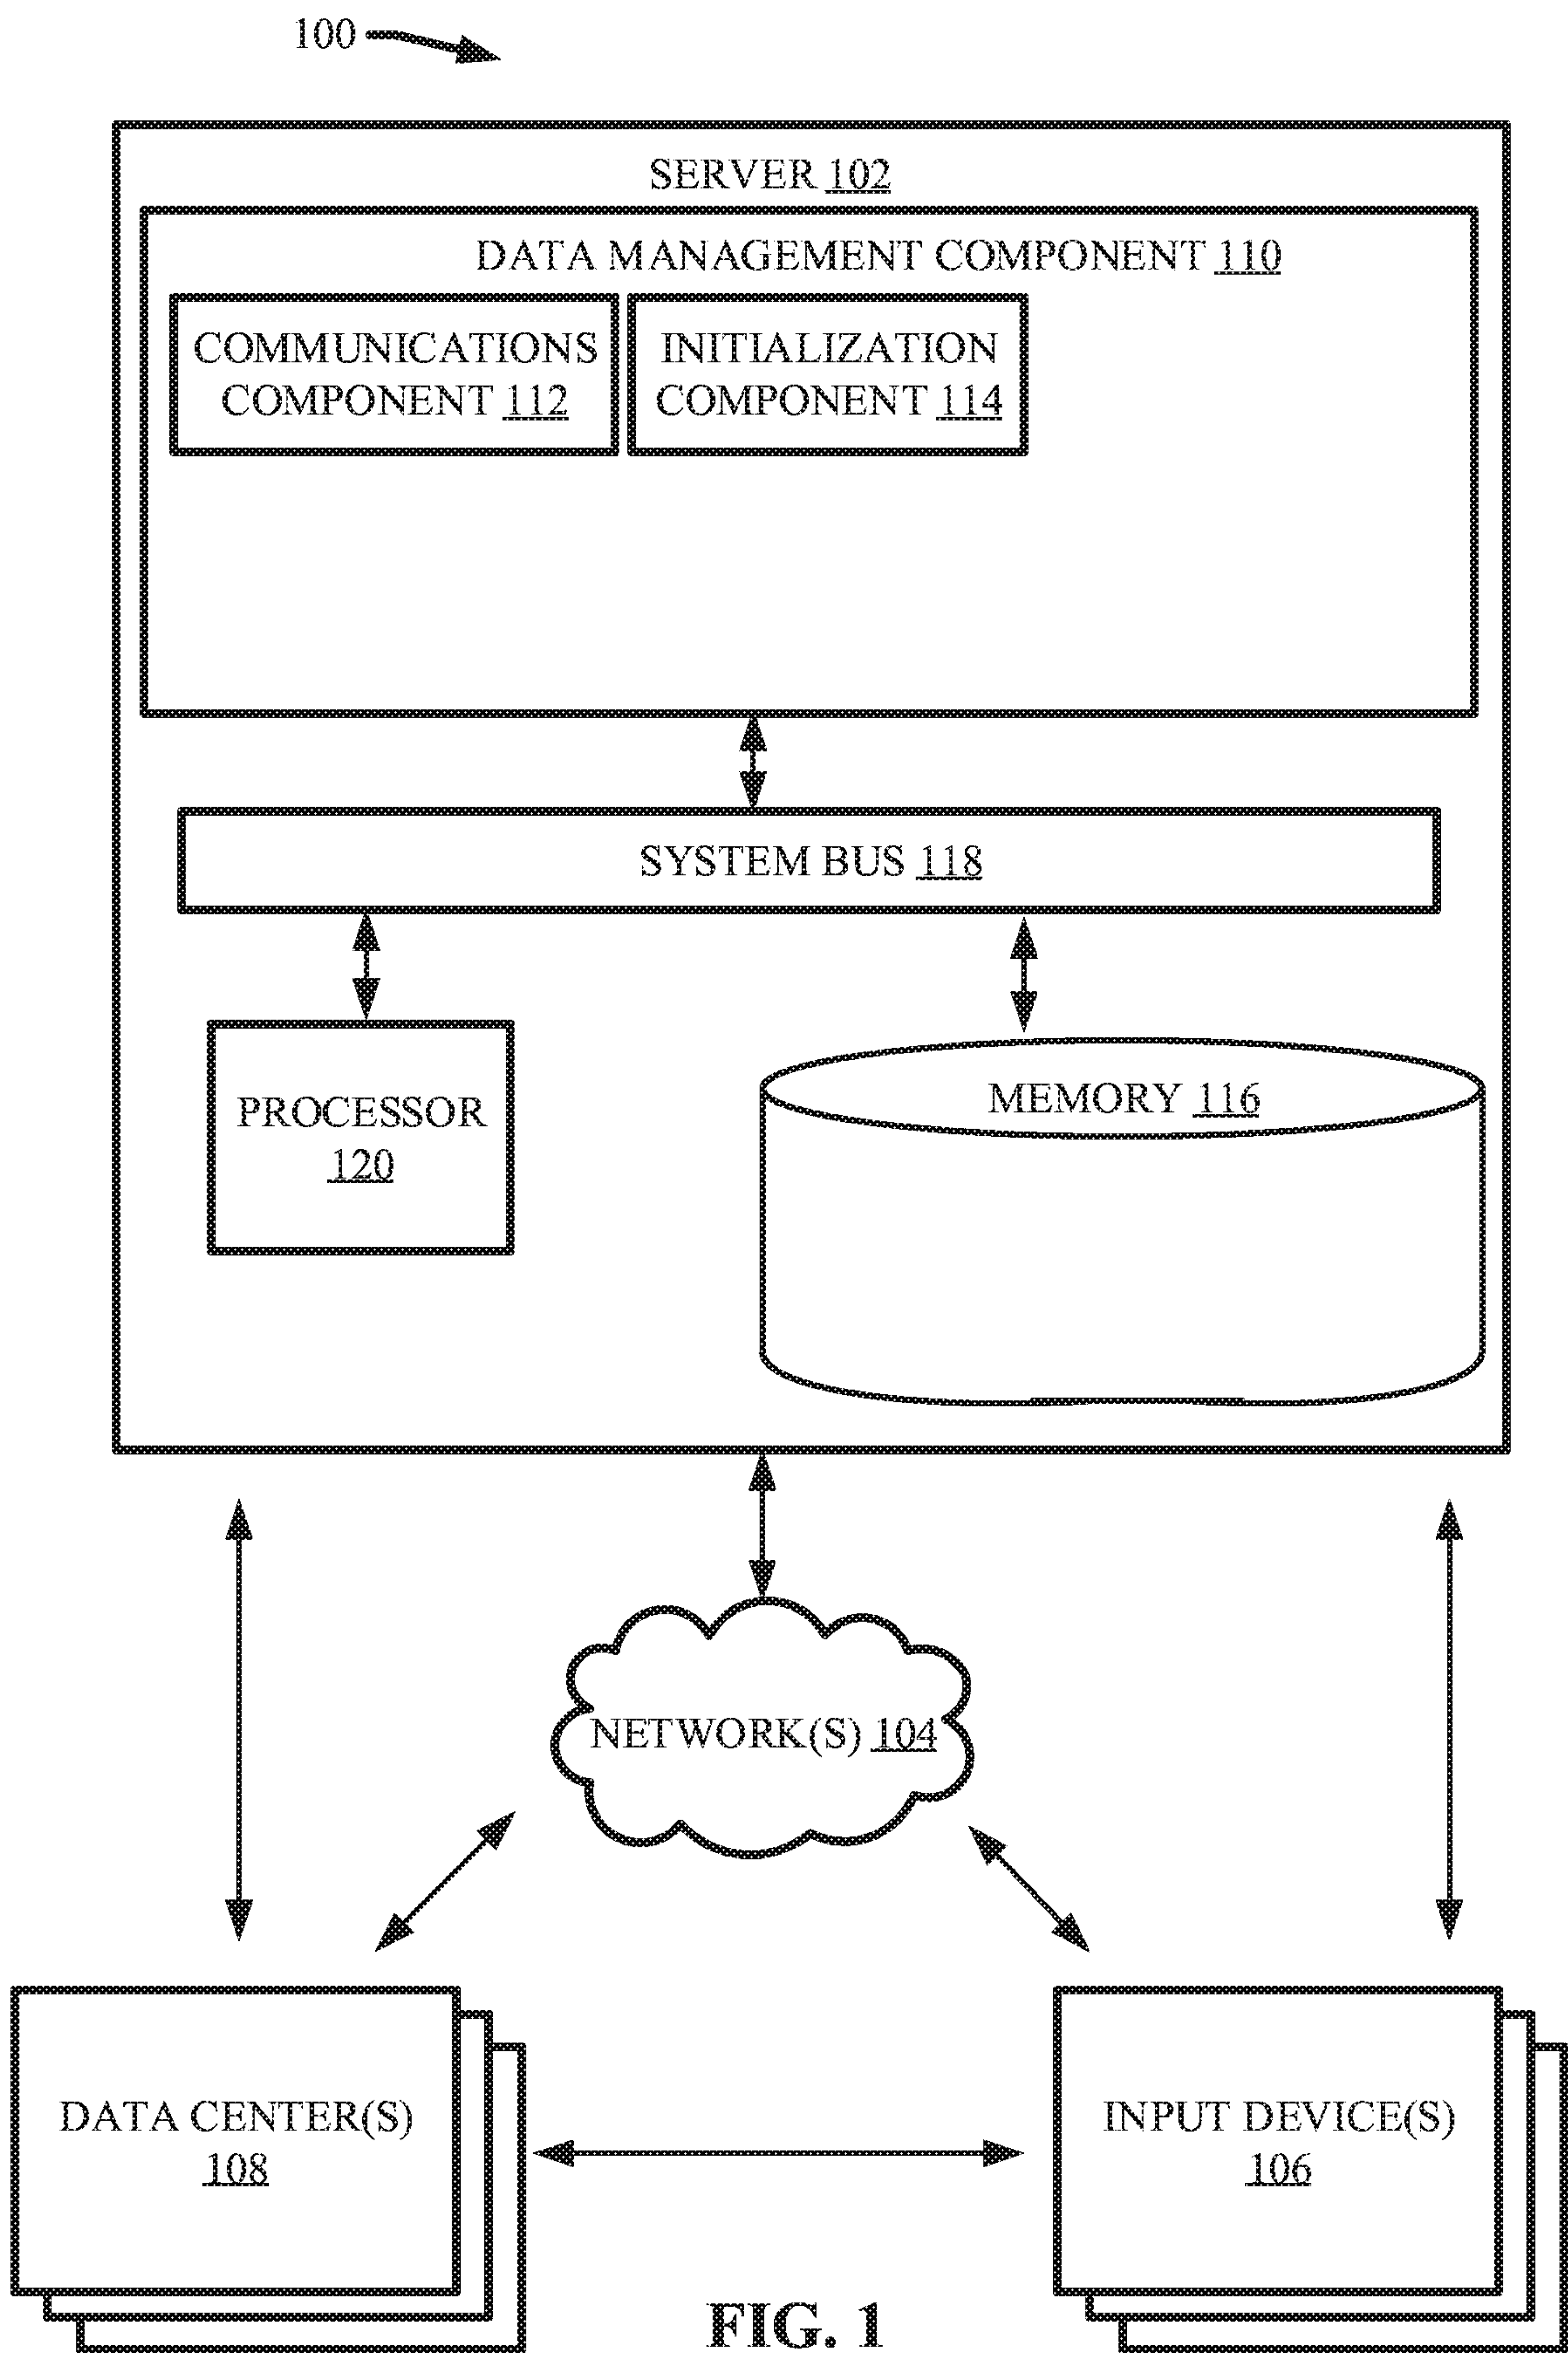 100
SERVER 102
DATA MANAGEMENT COMPONENT 110
COMMUNICATIONS
COMPONENT 112
INITIALIZATION
COMPONENT 114
SYSTEM BUS 118
PROCESSOR
120
MEMORY 116
NETWORK(S) 104
DATA CENTER(S)
108
INPUT DEVICE(S)
106
FIG. 1